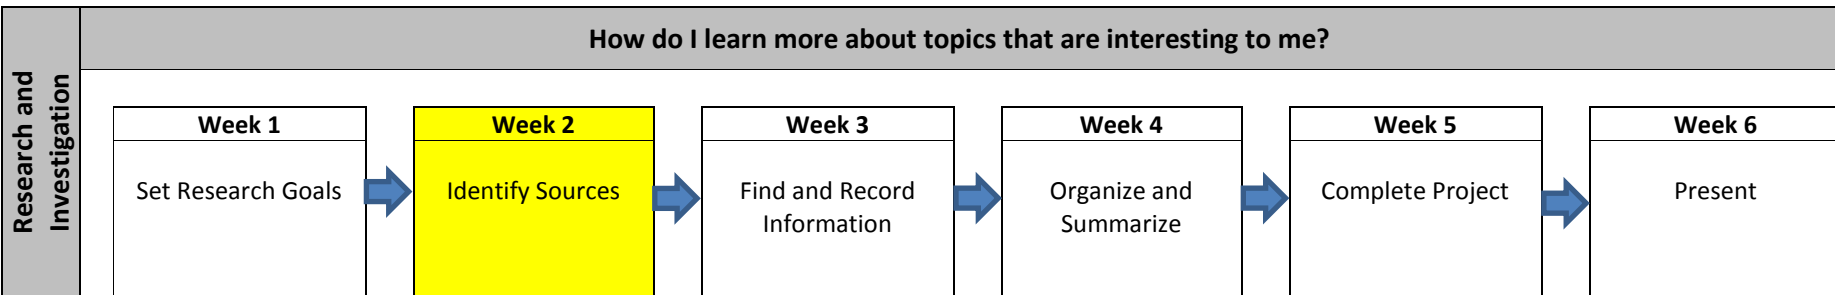 Research and
Investigation
How do I learn more about topics that are interesting to me?
Week 1
Set Research Goals
Week 2
Identify Sources
Week 3
Find and Record
Information
Week 4
Organize and
Summarize
Week 5
Complete Project
Week 6
Present